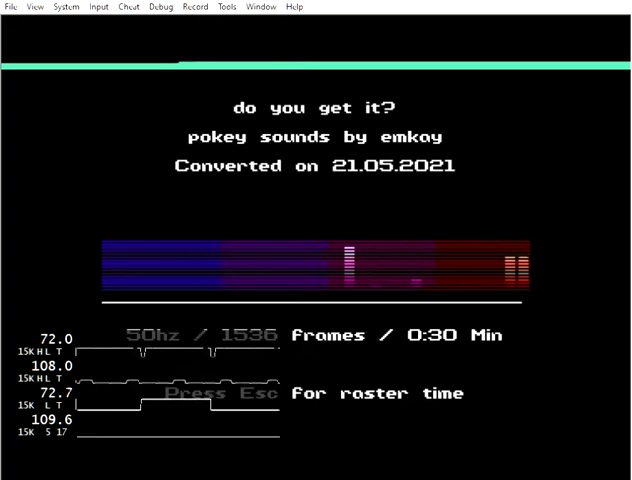 File View System Input Cheat Debug Record Tools Window Help
do you get it?
pokey sounds by emkay
Converted on 21.05.2021
50hz / 1536 frames / 0:30 Min
72.0
15K H L T
108.0
15K H L T
Press Esc for raster time
72.7
15K L T
109.6
15K 5 17